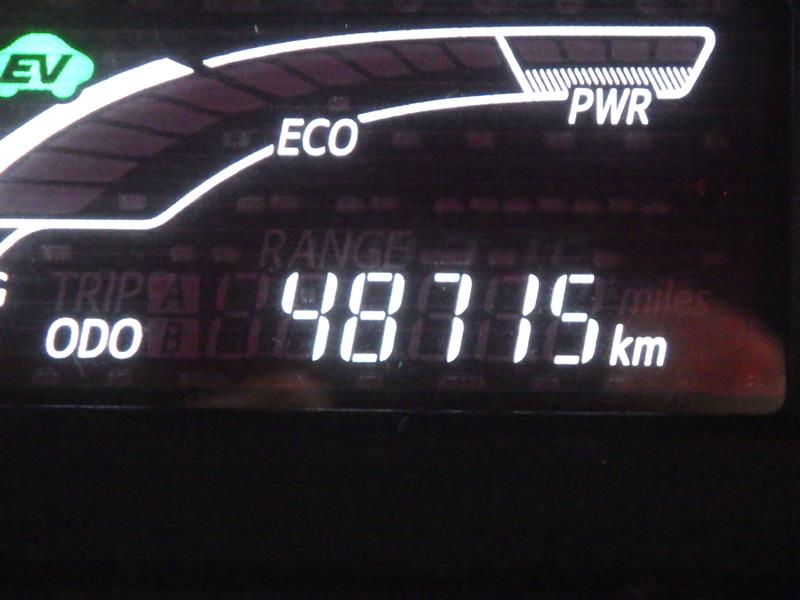 EV
ECO
PWR
RANGE
TRIP A
miles
B
ODO 48715 km